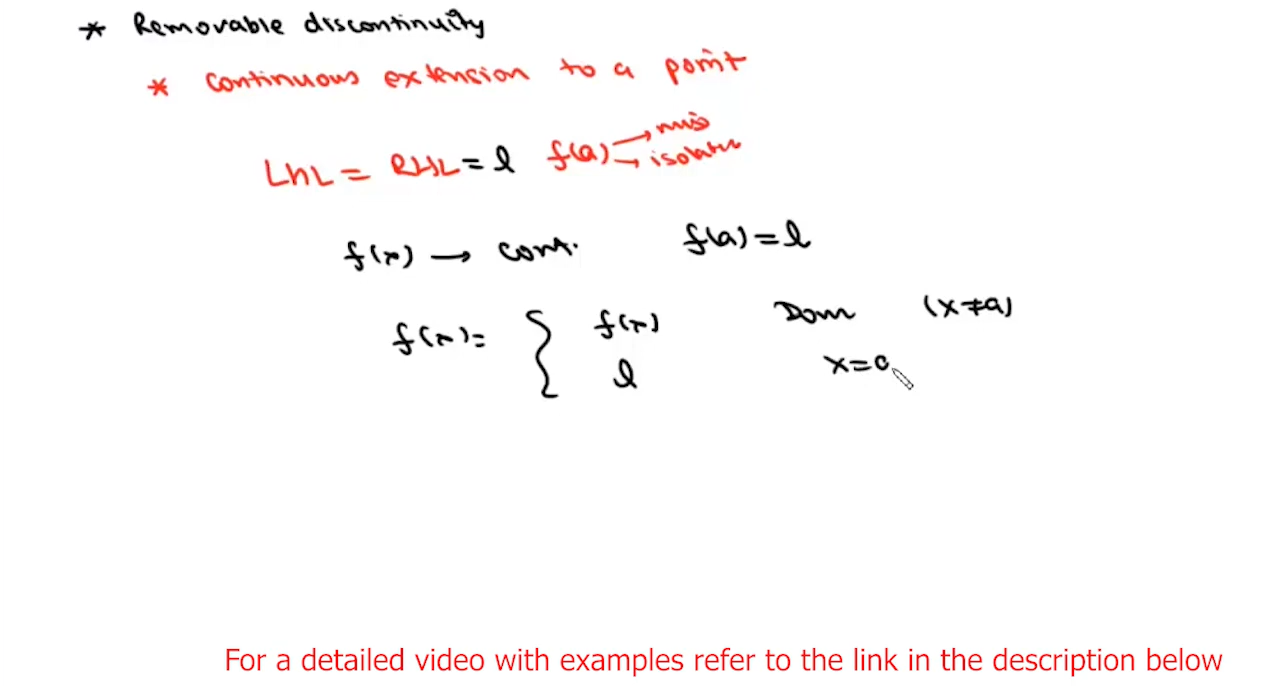 * Removable discontinuity
* Continuous extension to a point
LhL = RHL = l f(a) → miss
→ isolated
f(x) → cont. f(a) = l
f(x) = { f(x) Dom (x ≠ a)
l x = a
For a detailed video with examples refer to the link in the description below